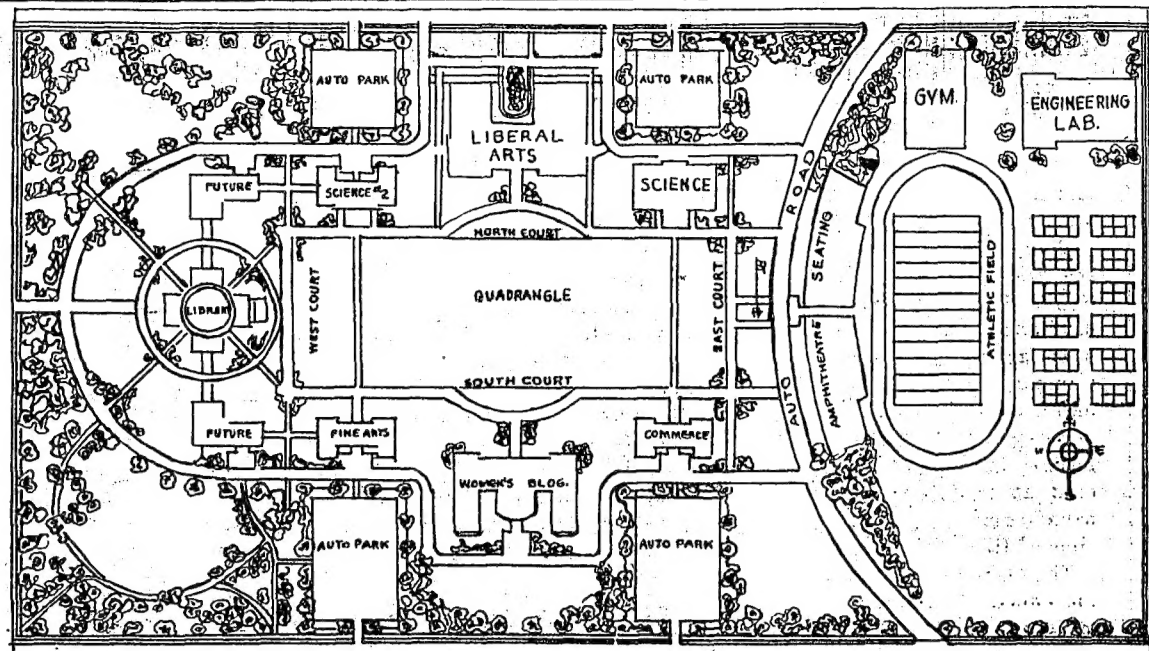 AUTO PARK
AUTO PARK
GYM.
ENGINEERING
LAB.
LIBERAL
ARTS
FUTURE
SCIENCE #2
SCIENCE
AUTO ROAD
SEATING
NORTH COURT
WEST COURT
QUADRANGLE
EAST COURT
LIBRARY
ATHLETIC FIELD
SOUTH COURT
AMPHITHEATRE
FUTURE
FINE ARTS
COMMERCE
W
E
S
WOMEN'S BLDG.
AUTO PARK
AUTO PARK